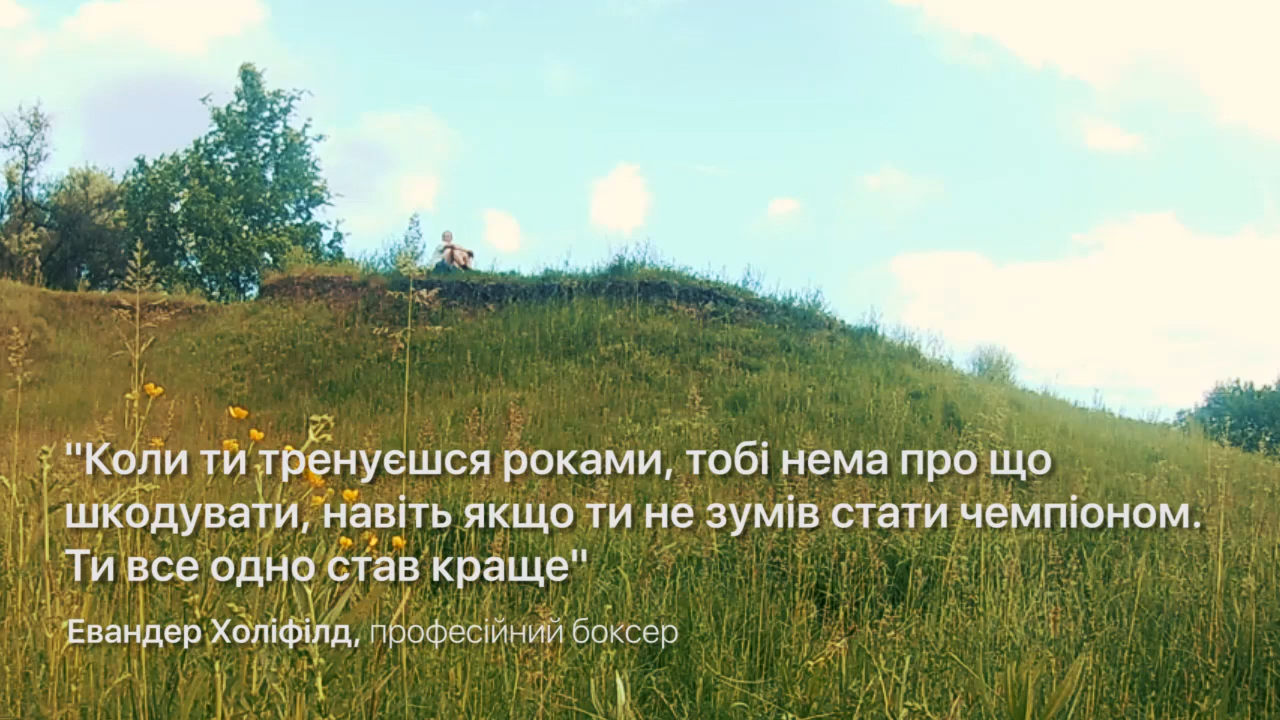 "Коли ти тренуєшся роками, тобі нема про що
шкодувати, навіть якщо ти не зумів стати чемпіоном.
Ти все одно став краще"
Евандер Холіфілд, професійний боксер